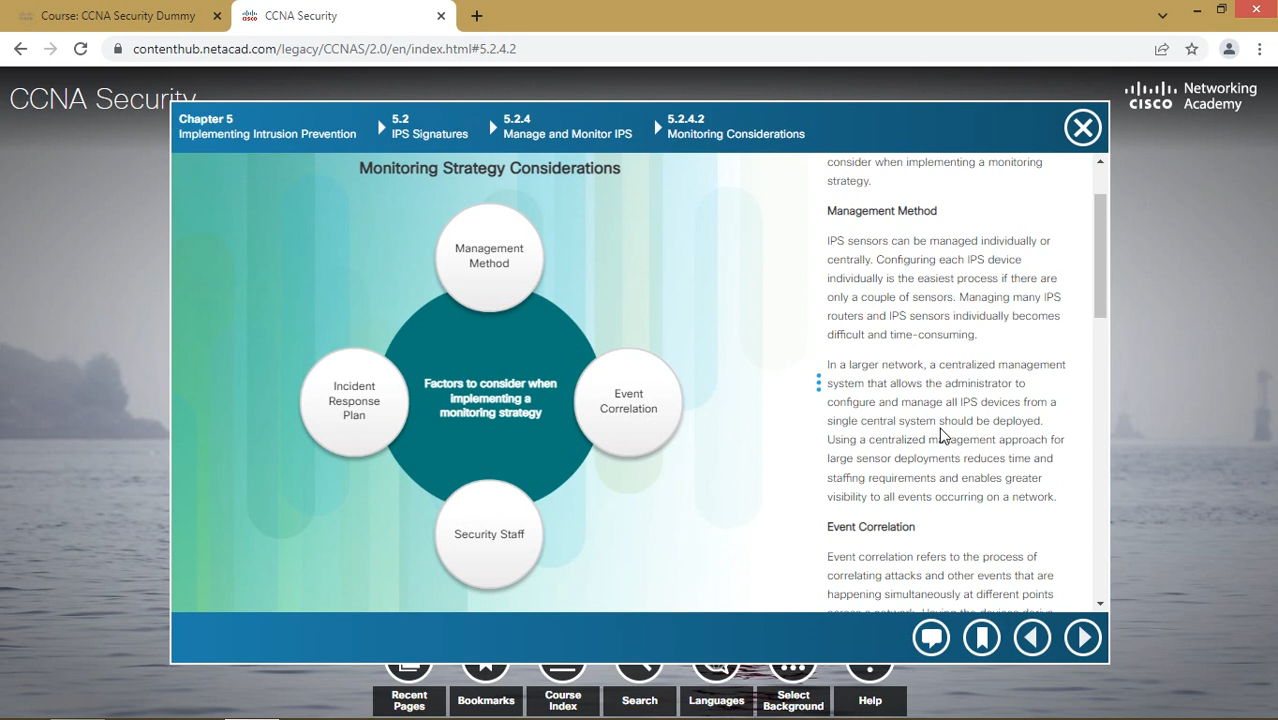 Course: CCNA Security Dummy
CCNA Security
contenthub.netacad.com/legacy/CCNAS/2.0/en/index.html#5.2.4.2
CCNA Security
Networking
CISCO Academy
Chapter 5
Implementing Intrusion Prevention
5.2
IPS Signatures
5.2.4
Manage and Monitor IPS
5.2.4.2
Monitoring Considerations
Monitoring Strategy Considerations
Management
Method
Incident
Response
Plan
Factors to consider when
implementing a
monitoring strategy
Event
Correlation
Security Staff
consider when implementing a monitoring
strategy.
Management Method
IPS sensors can be managed individually or
centrally. Configuring each IPS device
individually is the easiest process if there are
only a couple of sensors. Managing many IPS
routers and IPS sensors individually becomes
difficult and time-consuming.
In a larger network, a centralized management
system that allows the administrator to
configure and manage all IPS devices from a
single central system should be deployed.
Using a centralized management approach for
large sensor deployments reduces time and
staffing requirements and enables greater
visibility to all events occurring on a network.
Event Correlation
Event correlation refers to the process of
correlating attacks and other events that are
happening simultaneously at different points
across a network. Having the devices derive
Recent
Pages
Bookmarks
Course
Index
Search
Languages
Select
Background
Help